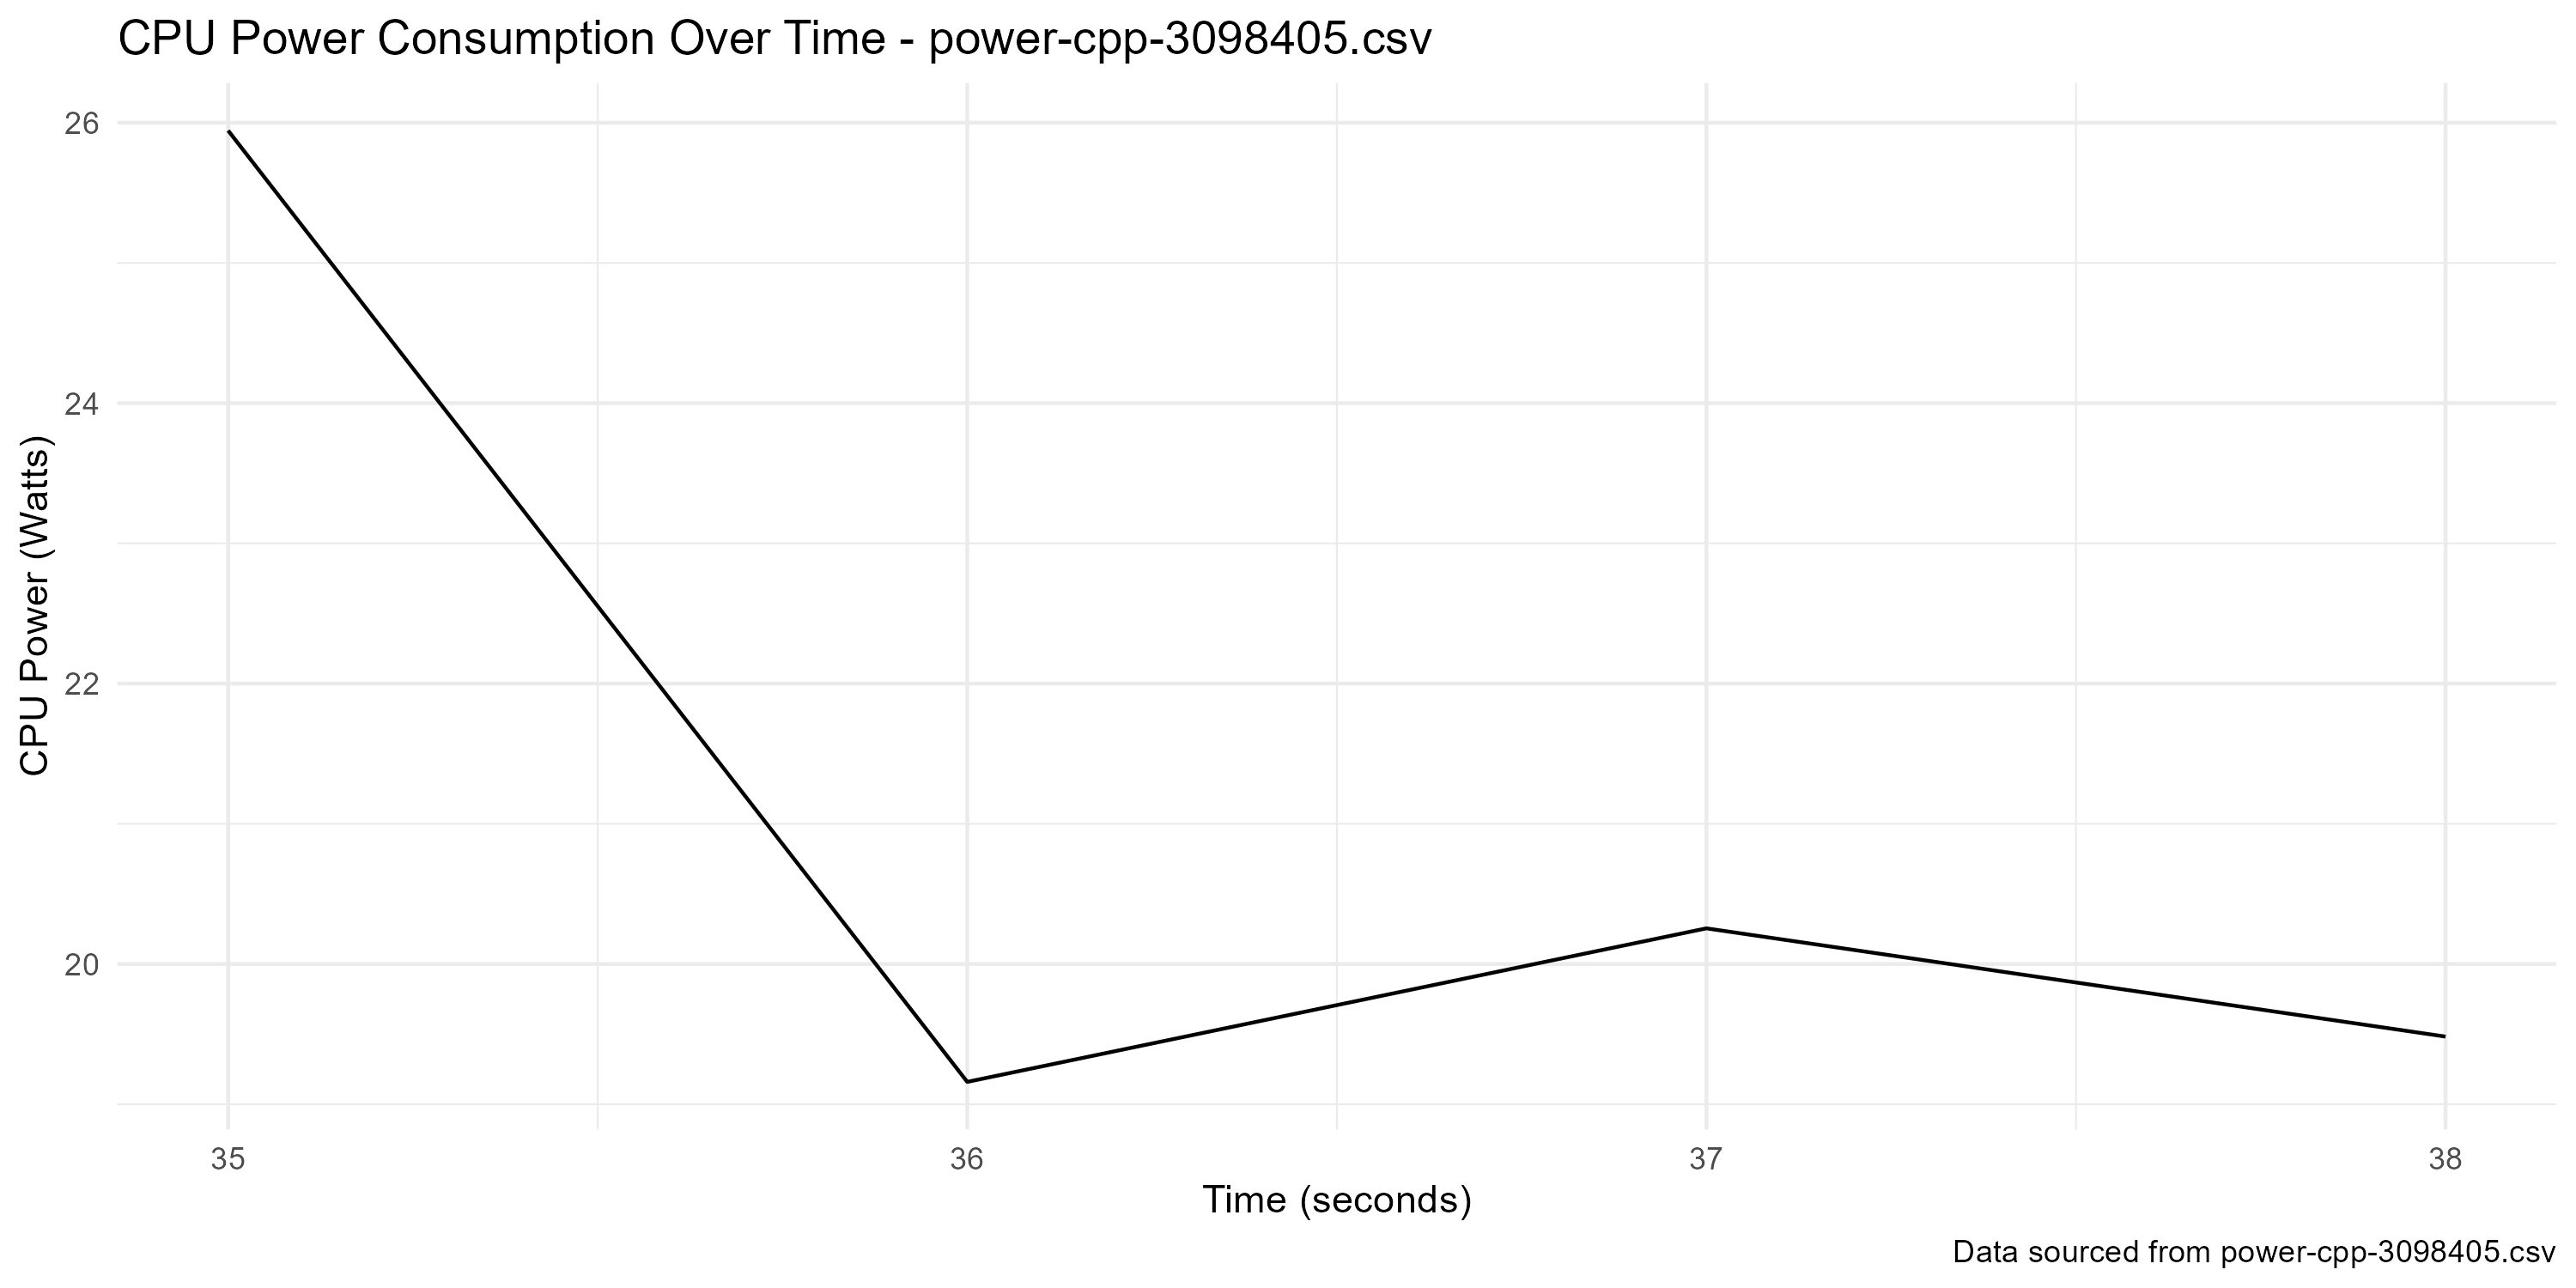 CPU Power Consumption Over Time - power-cpp-3098405.csv
26
24
22
20
CPU Power (Watts)
35 36 37 38
Time (seconds)
Data sourced from power-cpp-3098405.csv